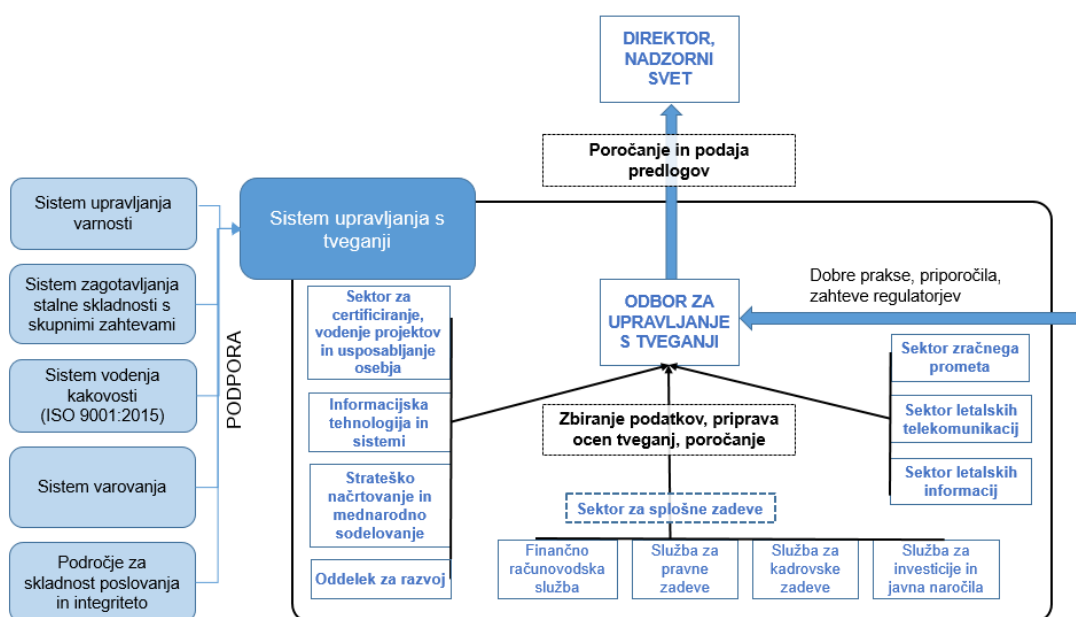 DIREKTOR,
NADZORNI
SVET
Poročanje in podaja
predlogov
Sistem upravljanja
varnosti
Sistem zagotavljanja
stalne skladnosti s
skupnimi zahtevami
Sistem vodenja
kakovosti
(ISO 9001:2015)
Sistem varovanja
Področje za
skladnost poslovanja
in integriteto
PODPORA
Sistem upravljanja s
tveganji
Sektor za
certificiranje,
vodenje projektov
in usposabljanje
osebja
Informacijska
tehnologija in
sistemi
Strateško
načrtovanje in
mednarodno
sodelovanje
Oddelek za razvoj
ODBOR ZA
UPRAVLJANJE
S TVEGANJI
Dobre prakse, priporočila,
zahteve regulatorjev
Zbiranje podatkov, priprava
ocen tveganj, poročanje
Sektor zračnega
prometa
Sektor letalskih
telekomunikacij
Sektor letalskih
informacij
Sektor za splošne zadeve
Finančno
računovodska
služba
Služba za
pravne
zadeve
Služba za
kadrovske
zadeve
Služba za
investicije in
javna naročila